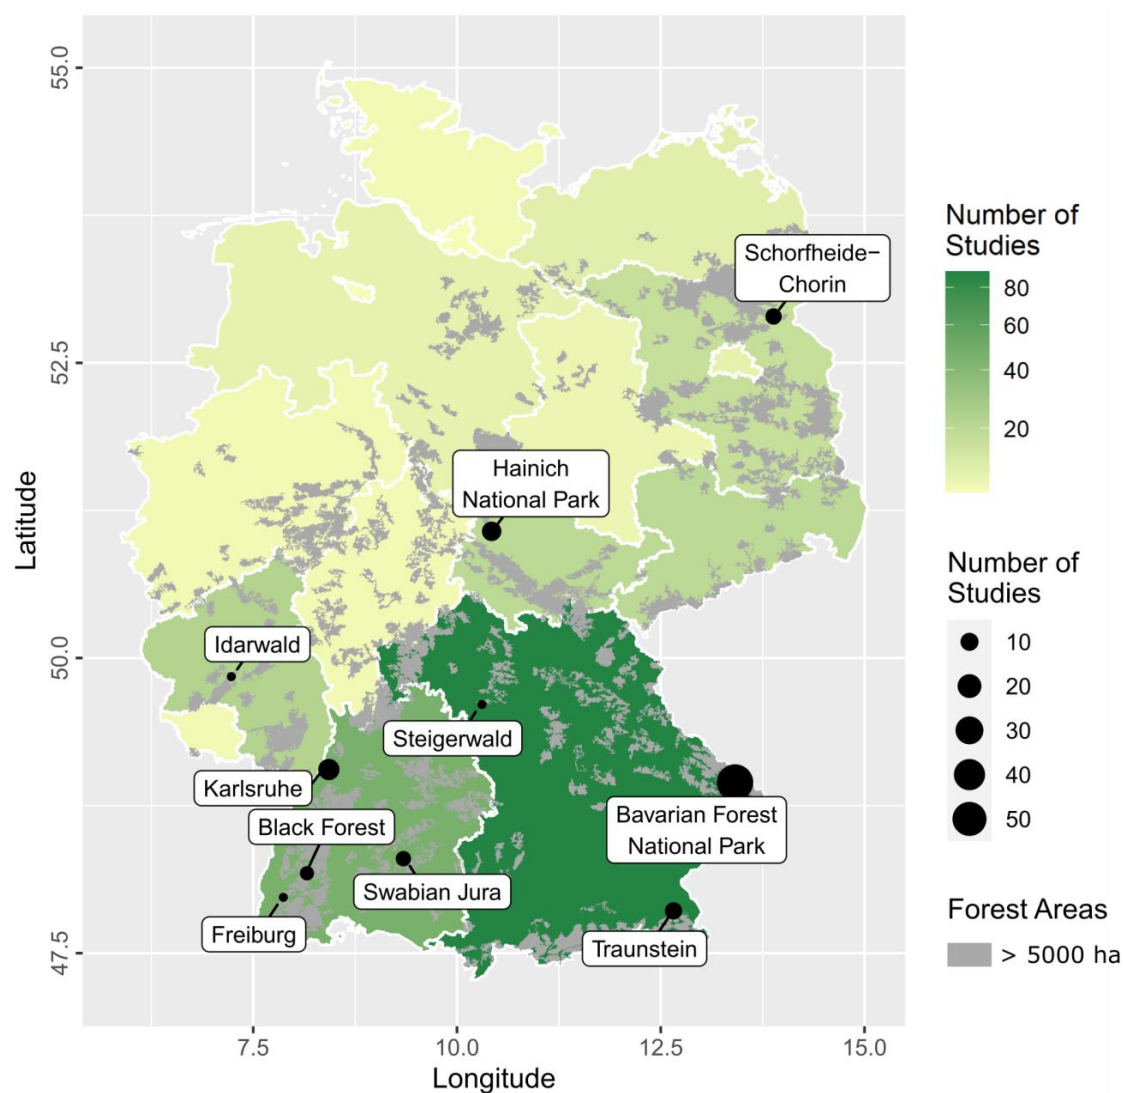 55.0
52.5
50.0
47.5
Latitude
7.5
10.0
12.5
15.0
Longitude
Schorfheide−
Chorin
Hainich
National Park
Idarwald
Steigerwald
Karlsruhe
Black Forest
Bavarian Forest
National Park
Swabian Jura
Freiburg
Traunstein
Number of
Studies
80
60
40
20
Number of
Studies
10
20
30
40
50
Forest Areas
> 5000 ha